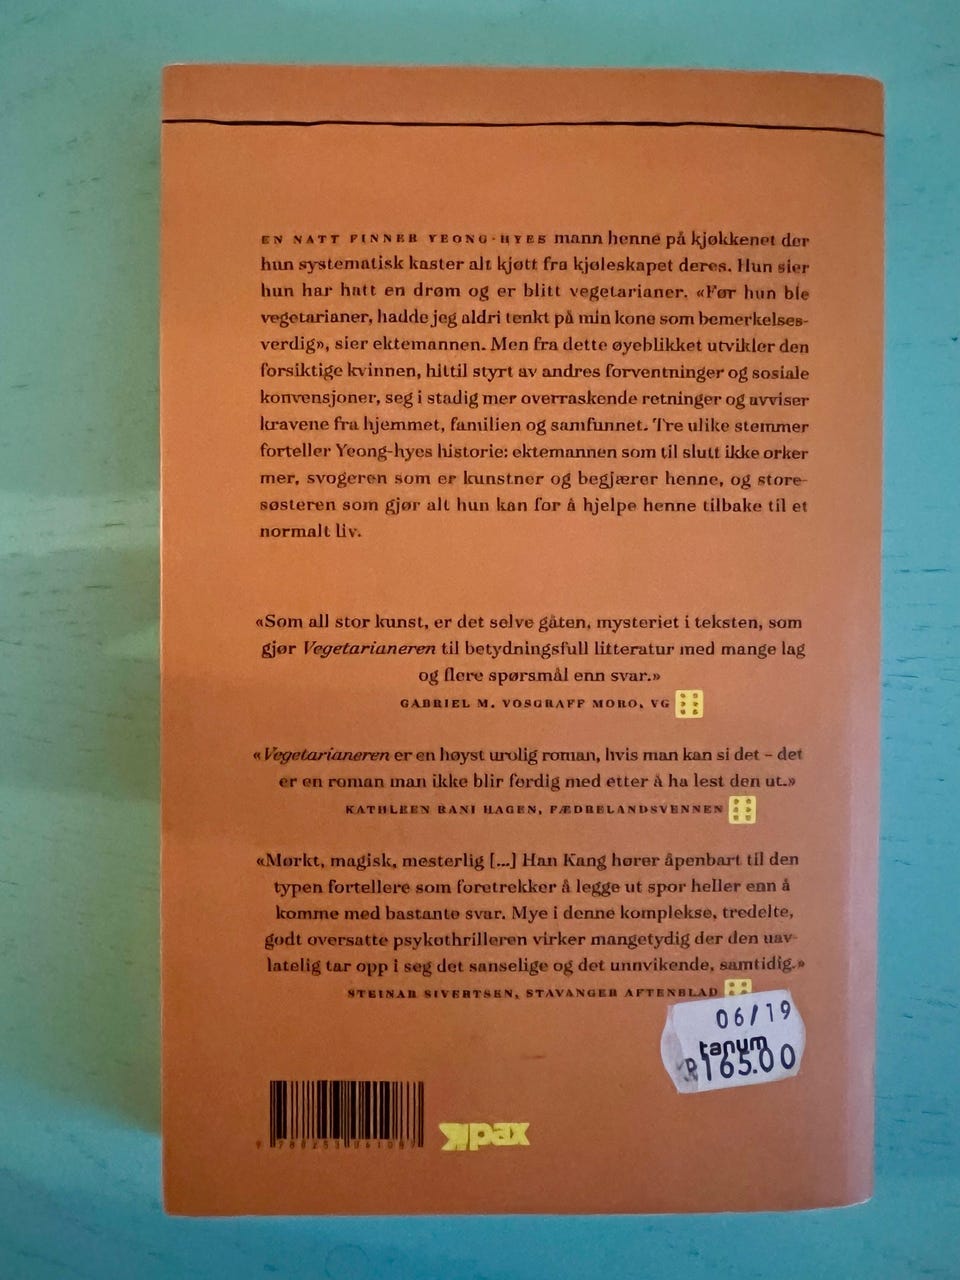 EN NATT FINNER YEONG-HYES mann henne på kjøkkenet der
hun systematisk kaster alt kjøtt fra kjøleskapet deres. Hun sier
hun har hatt en drøm og er blitt vegetarianer. «Før hun ble
vegetarianer, hadde jeg aldri tenkt på min kone som bemerkelses-
verdig», sier ektemannen. Men fra dette øyeblikket utvikler den
forsiktige kvinnen, hittil styrt av andres forventninger og sosiale
konvensjoner, seg i stadig mer overraskende retninger og avviser
kravene fra hjemmet, familien og samfunnet. Tre ulike stemmer
forteller Yeong-hyes historie: ektemannen som til slutt ikke orker
mer, svogeren som er kunstner og begjærer henne, og store-
søsteren som gjør alt hun kan for å hjelpe henne tilbake til et
normalt liv.
«Som all stor kunst, er det selve gåten, mysteriet i teksten, som
gjør Vegetarianeren til betydningsfull litteratur med mange lag
og flere spørsmål enn svar.»
GABRIEL M. VOSGRAFF MORO, VG
«Vegetarianeren er en høyst urolig roman, hvis man kan si det – det
er en roman man ikke blir ferdig med etter å ha lest den ut.»
KATHLEEN RANI HAGEN, FÆDRELANDSVENNEN
«Mørkt, magisk, mesterlig [...] Han Kang hører åpenbart til den
typen fortellere som foretrekker å legge ut spor heller enn å
komme med bastante svar. Mye i denne komplekse, tredelte,
godt oversatte psykothrilleren virker mangetydig der den uav-
latelig tar opp i seg det sanselige og det unnvikende, samtidig.»
STEINAR SIVERTSEN, STAVANGER AFTENBLAD
06/19
tanum
165.00
pax